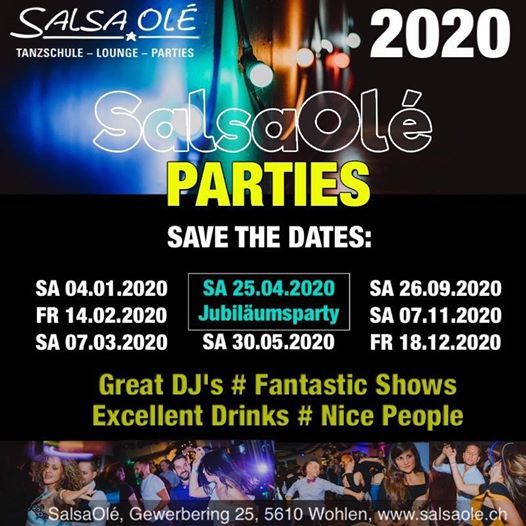 SALSA OLÉ
TANZSCHULE – LOUNGE – PARTIES
2020
SalsaOlé
PARTIES
SAVE THE DATES:
SA 04.01.2020
FR 14.02.2020
SA 07.03.2020
SA 25.04.2020
Jubiläumsparty
SA 30.05.2020
SA 26.09.2020
SA 07.11.2020
FR 18.12.2020
Great DJ's # Fantastic Shows
Excellent Drinks # Nice People
SalsaOlé, Gewerbering 25, 5610 Wohlen, www.salsaole.ch